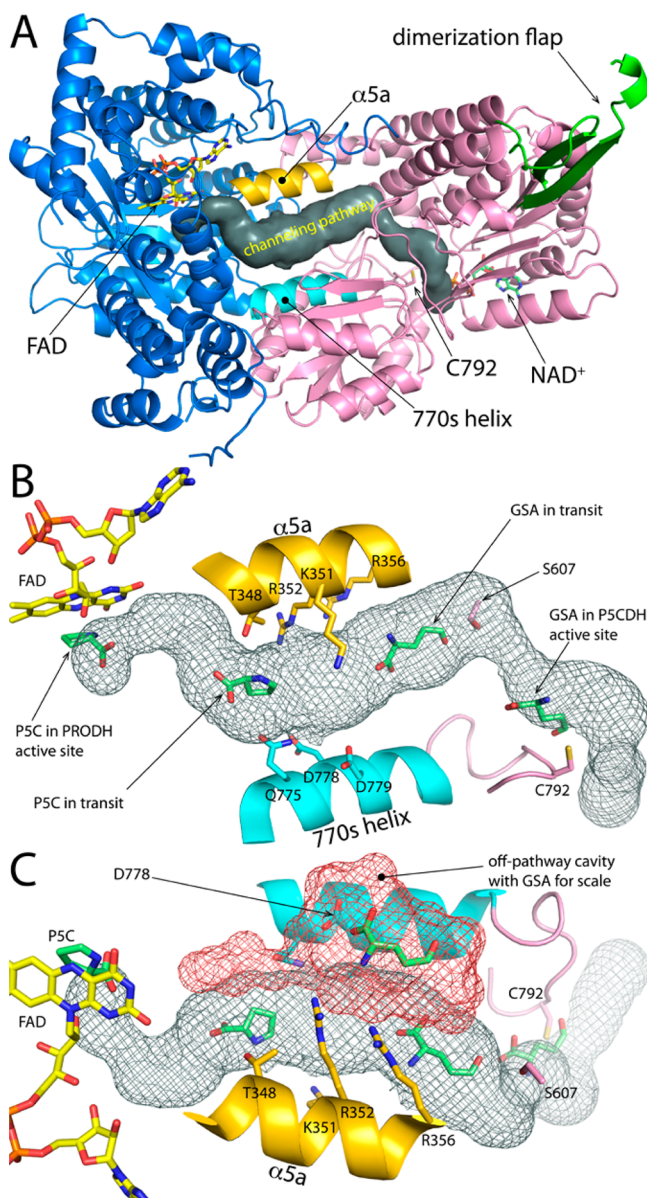 A
dimerization flap
α5a
channeling pathway
FAD
C792
NAD+
770s helix
B
α5a
GSA in transit
R356
K351
R352
T348
S607
FAD
GSA in P5CDH
active site
P5C in PRODH
active site
P5C in transit
Q775
D778
D779
C792
770s helix
C
D778
off-pathway cavity
with GSA for scale
P5C
FAD
C792
T348
K351
R352
R356
S607
α5a